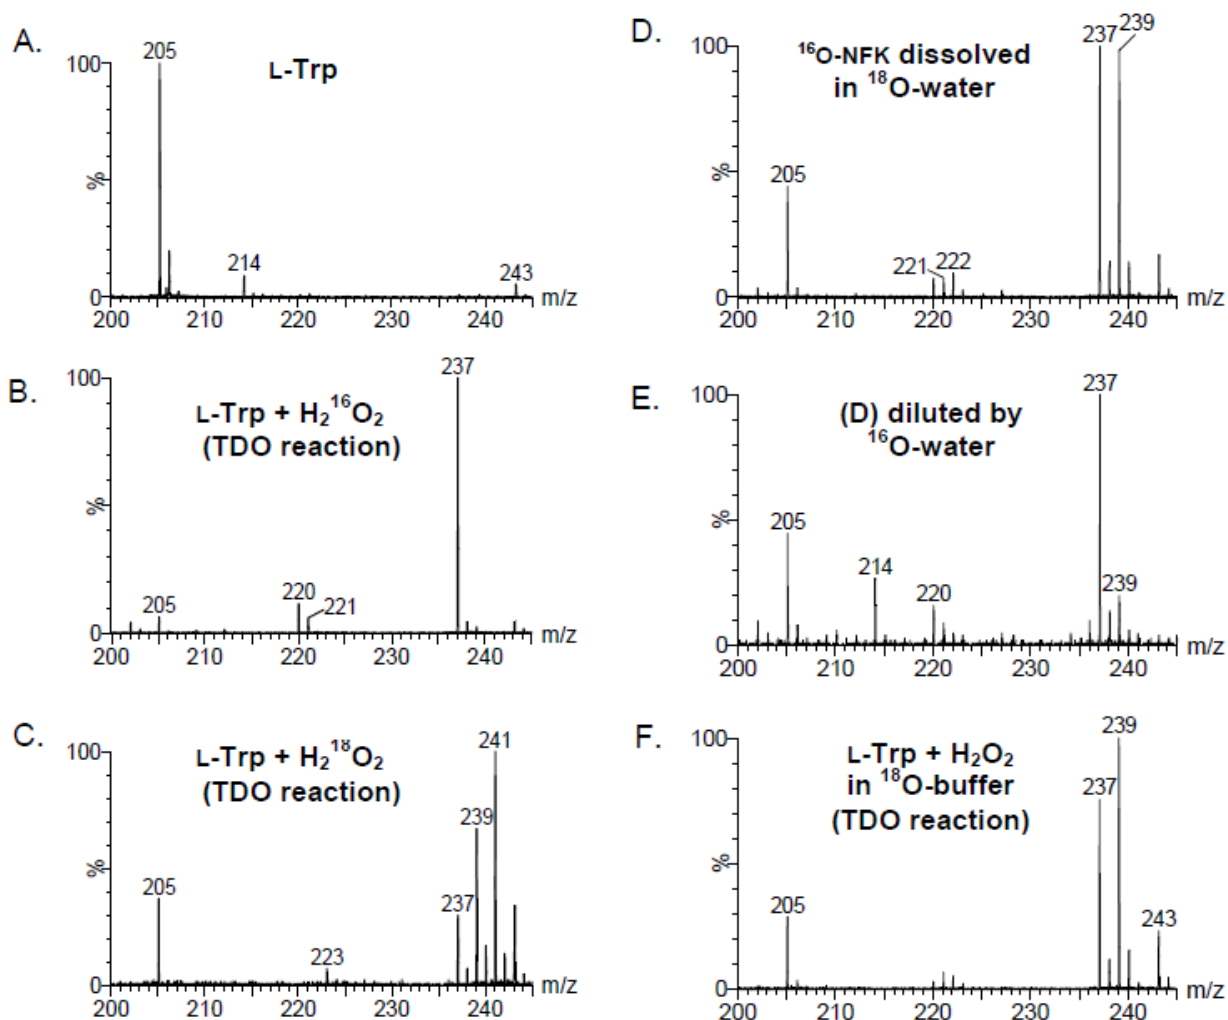 A.
L-Trp
100
205
214
243
%
0
m/z
200 210 220 230 240
B.
L-Trp + H₂¹⁶O₂
(TDO reaction)
100
237
220
221
205
%
0
m/z
200 210 220 230 240
C.
L-Trp + H₂¹⁸O₂
(TDO reaction)
100
241
239
205
237
223
%
0
m/z
200 210 220 230 240
D.
¹⁶O-NFK dissolved
in ¹⁸O-water
100
237
239
205
221
222
%
0
m/z
200 210 220 230 240
E.
(D) diluted by
¹⁶O-water
100
237
205
214
220
239
%
0
m/z
200 210 220 230 240
F.
L-Trp + H₂O₂
in ¹⁸O-buffer
(TDO reaction)
100
239
237
205
243
%
0
m/z
200 210 220 230 240